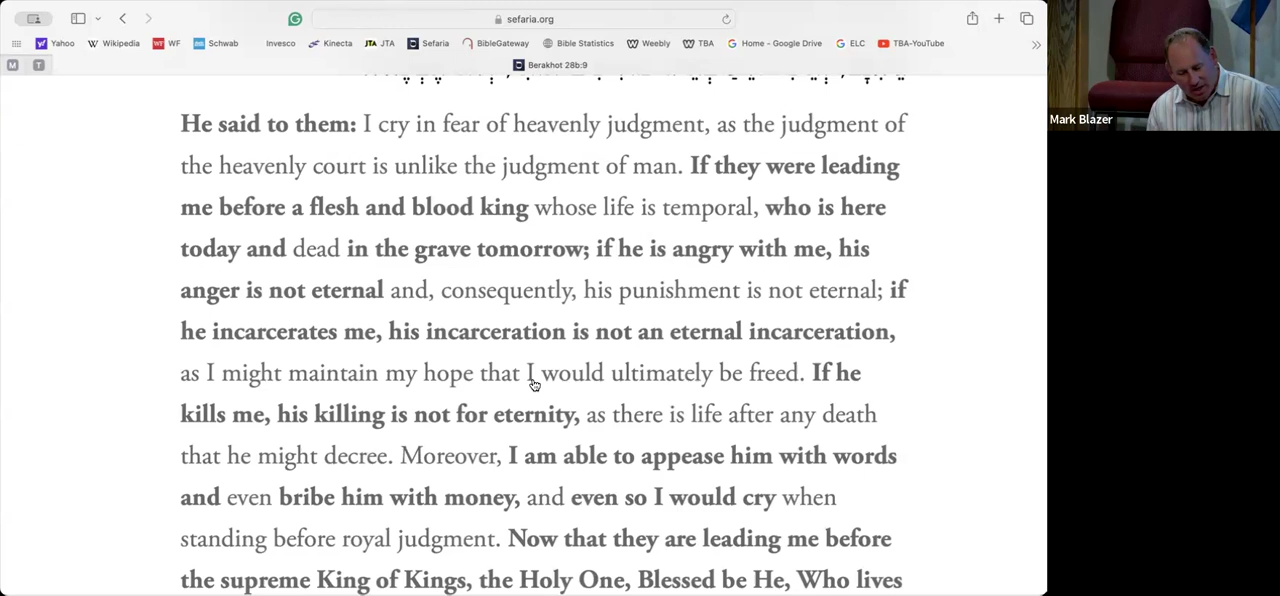 sefaria.org
Yahoo
Wikipedia
WF WF
Schwab
Invesco
Kinecta
JTA JTA
Sefaria
BibleGateway
Bible Statistics
Weebly
TBA
Home - Google Drive
ELC
TBA-YouTube
M
T
Berakhot 28b:9
He said to them: I cry in fear of heavenly judgment, as the judgment of
the heavenly court is unlike the judgment of man. If they were leading
me before a flesh and blood king whose life is temporal, who is here
today and dead in the grave tomorrow; if he is angry with me, his
anger is not eternal and, consequently, his punishment is not eternal; if
he incarcerates me, his incarceration is not an eternal incarceration,
as I might maintain my hope that I would ultimately be freed. If he
kills me, his killing is not for eternity, as there is life after any death
that he might decree. Moreover, I am able to appease him with words
and even bribe him with money, and even so I would cry when
standing before royal judgment. Now that they are leading me before
the supreme King of Kings, the Holy One, Blessed be He, Who lives
Mark Blazer